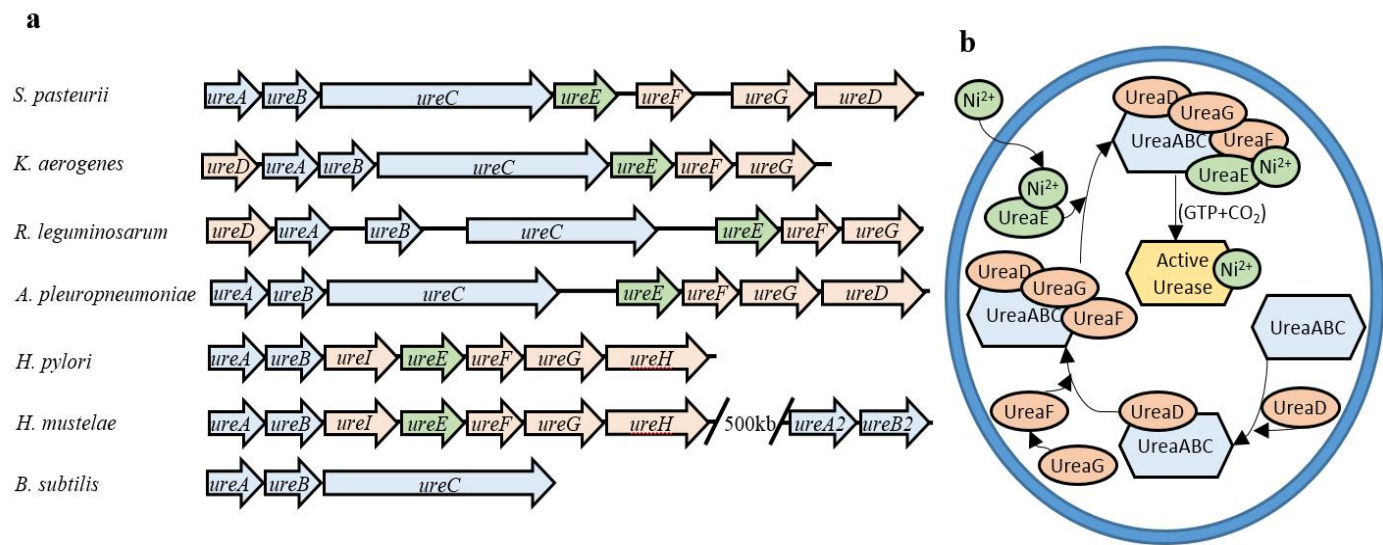 a
S. pasteurii ureA ureB ureC ureE ureF ureG ureD
K. aerogenes ureD ureA ureB ureC ureE ureF ureG
R. leguminosarum ureD ureA ureB ureC ureE ureF ureG
A. pleuropneumoniae ureA ureB ureC ureE ureF ureG ureD
H. pylori ureA ureB ureI ureE ureF ureG ureH
H. mustelae ureA ureB ureI ureE ureF ureG ureH 500kb ureA2 ureB2
B. subtilis ureA ureB ureC
b
Ni²⁺
Ni²⁺
UreaE
UreaD
UreaG
UreaABC
UreaF
UreaE
Ni²⁺
(GTP+CO₂)
Active
Urease
Ni²⁺
UreaD
UreaG
UreaABC
UreaF
UreaABC
UreaF
UreaG
UreaD
UreaABC
UreaD